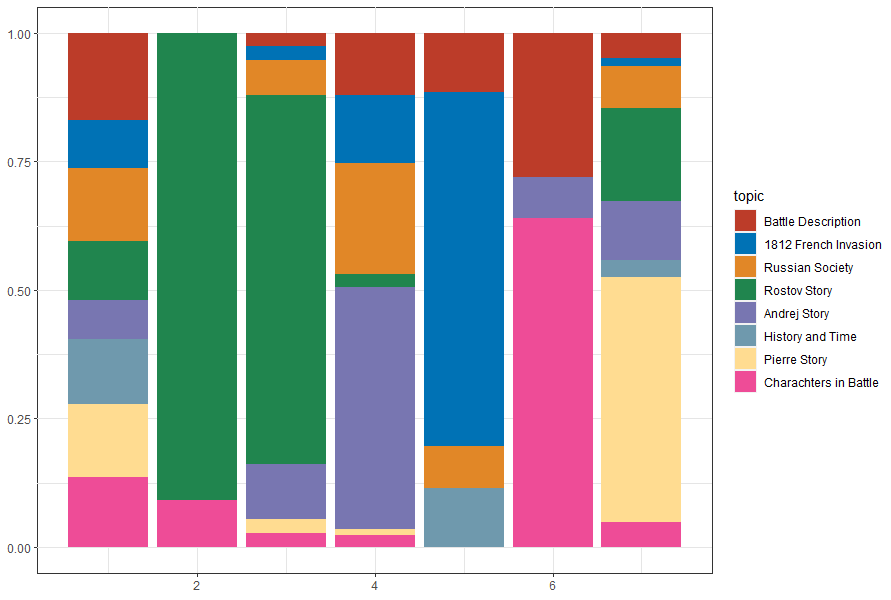 1.00
0.75
0.50
0.25
0.00
2
4
6
topic
Battle Description
1812 French Invasion
Russian Society
Rostov Story
Andrej Story
History and Time
Pierre Story
Charachters in Battle